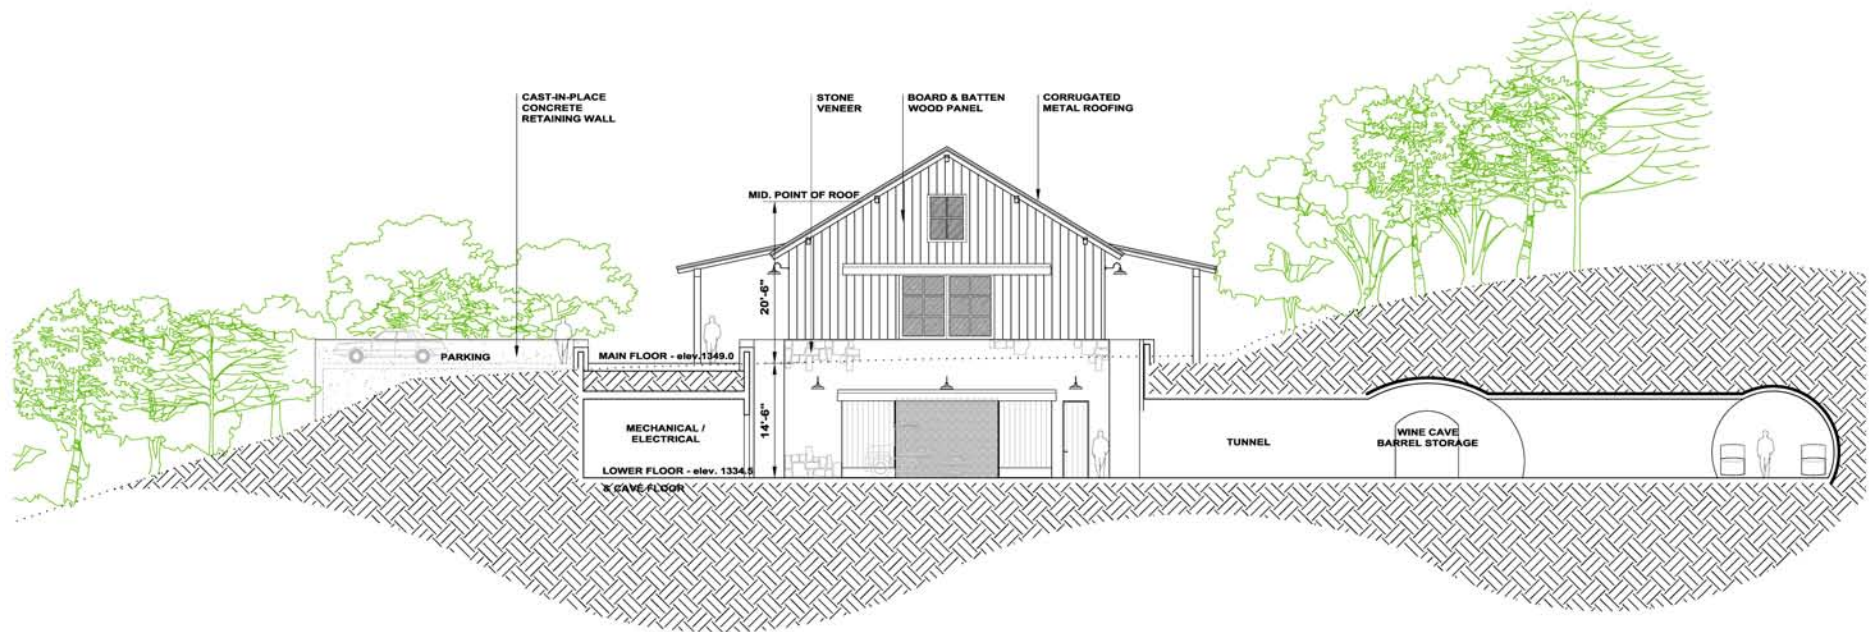 CAST-IN-PLACE
CONCRETE
RETAINING WALL
STONE
VENEER
BOARD & BATTEN
WOOD PANEL
CORRUGATED
METAL ROOFING
MID. POINT OF ROOF
20'-6"
PARKING
MAIN FLOOR - elev.1349.0
14'-6"
MECHANICAL /
ELECTRICAL
TUNNEL
WINE CAVE
BARREL STORAGE
LOWER FLOOR - elev. 1334.5
& CAVE FLOOR